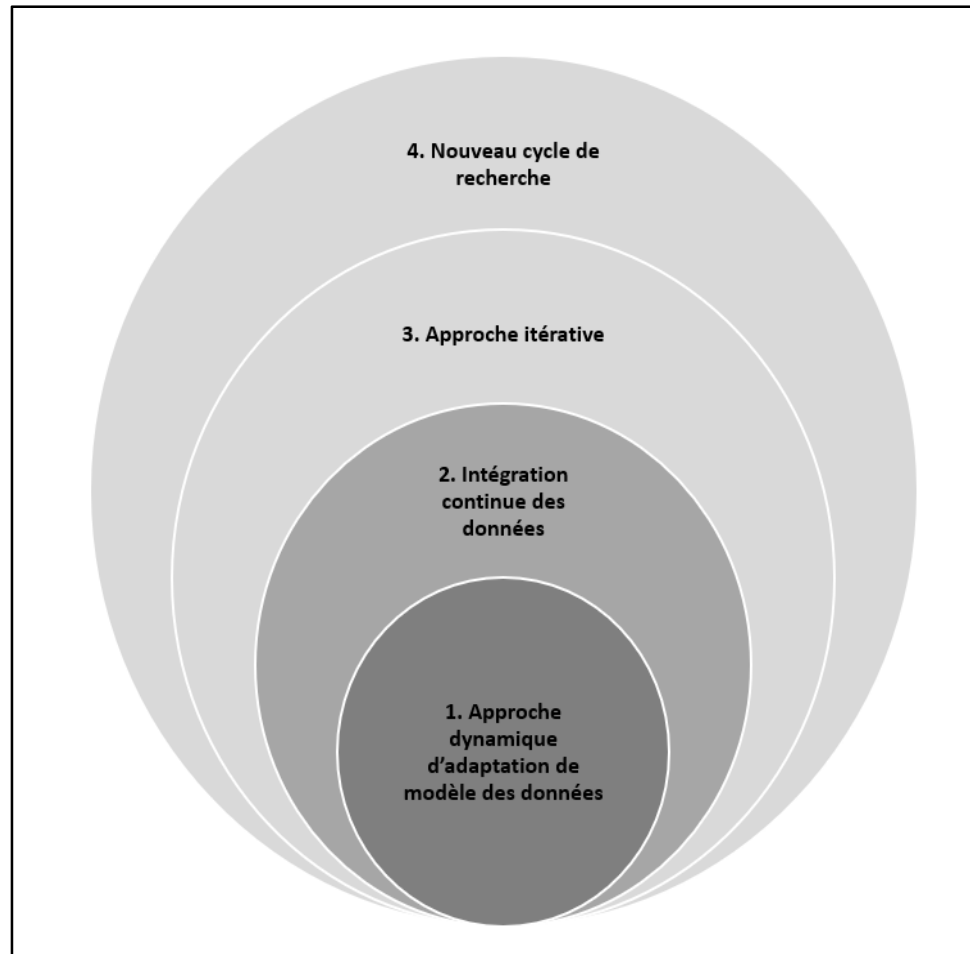 4. Nouveau cycle de
recherche
3. Approche itérative
2. Intégration
continue des
données
1. Approche
dynamique
d’adaptation de
modèle des données